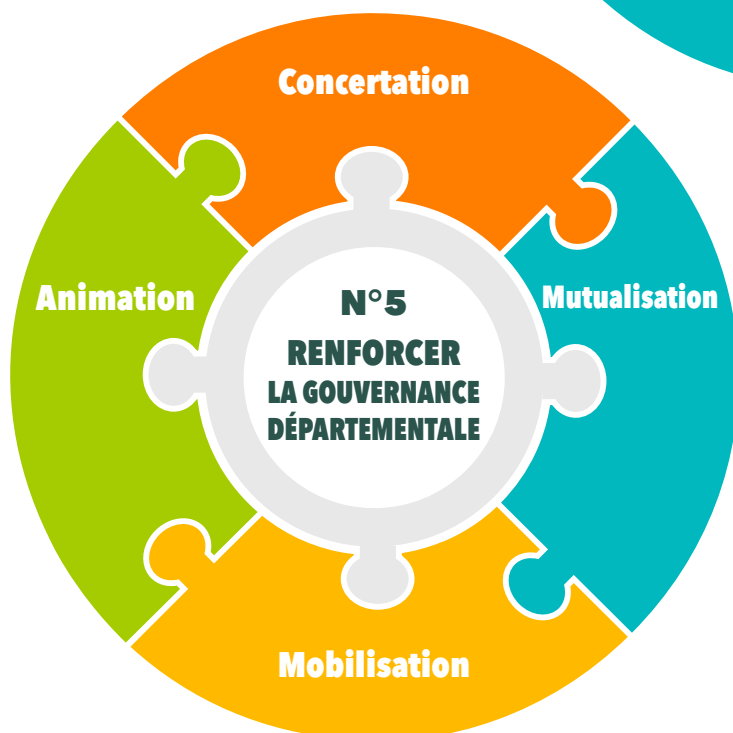 Concertation
Animation
Mutualisation
N°5
RENFORCER
LA GOUVERNANCE
DÉPARTEMENTALE
Mobilisation